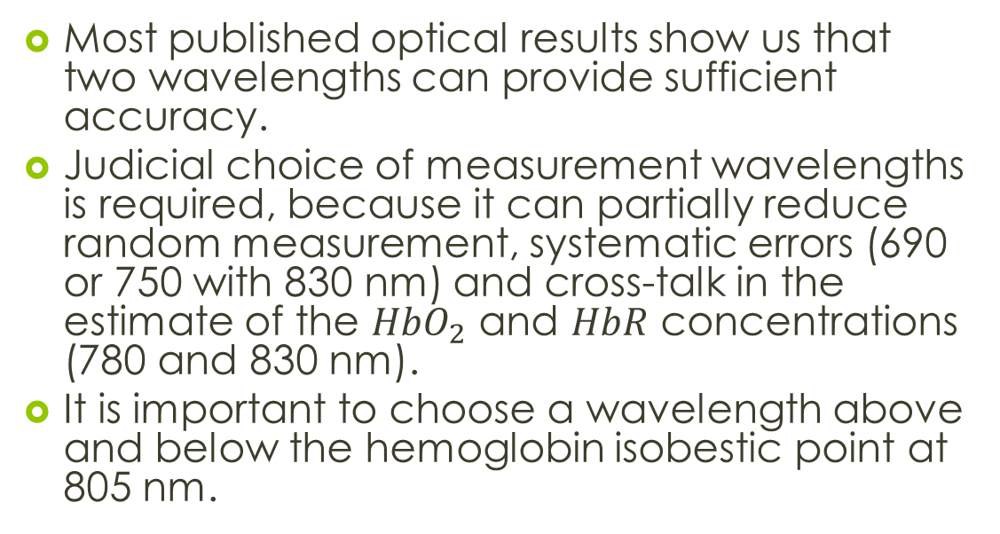 Most published optical results show us that
two wavelengths can provide sufficient
accuracy.
Judicial choice of measurement wavelengths
is required, because it can partially reduce
random measurement, systematic errors (690
or 750 with 830 nm) and cross-talk in the
estimate of the HbO₂ and HbR concentrations
(780 and 830 nm).
It is important to choose a wavelength above
and below the hemoglobin isobestic point at
805 nm.